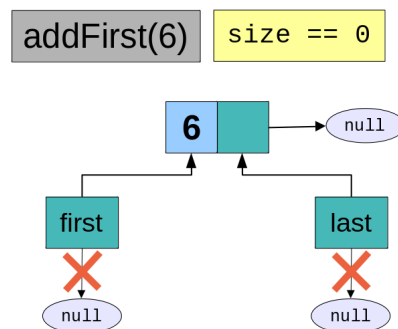 addFirst(6)
size == 0
6
null
first
last
null
null